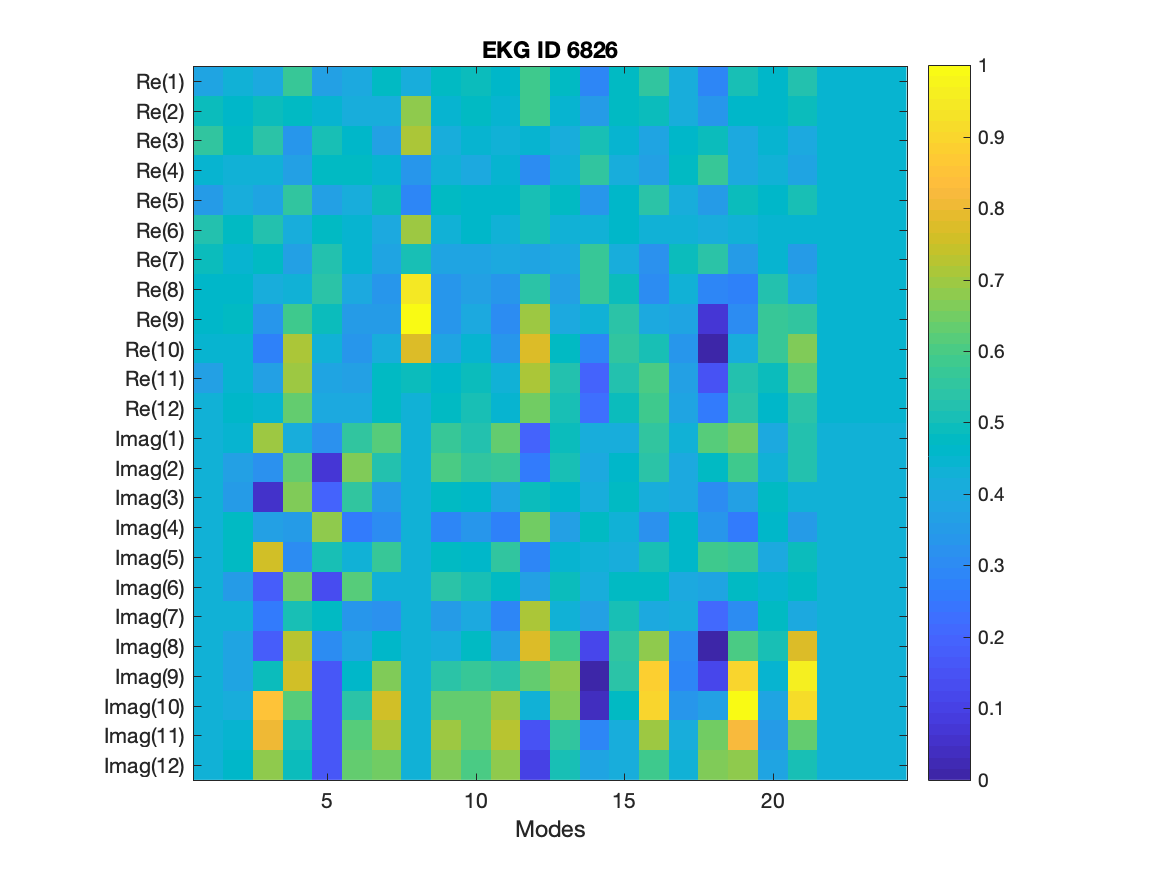 EKG ID 6826
Re(1)
Re(2)
Re(3)
Re(4)
Re(5)
Re(6)
Re(7)
Re(8)
Re(9)
Re(10)
Re(11)
Re(12)
Imag(1)
Imag(2)
Imag(3)
Imag(4)
Imag(5)
Imag(6)
Imag(7)
Imag(8)
Imag(9)
Imag(10)
Imag(11)
Imag(12)
5 10 15 20
Modes
1
0.9
0.8
0.7
0.6
0.5
0.4
0.3
0.2
0.1
0